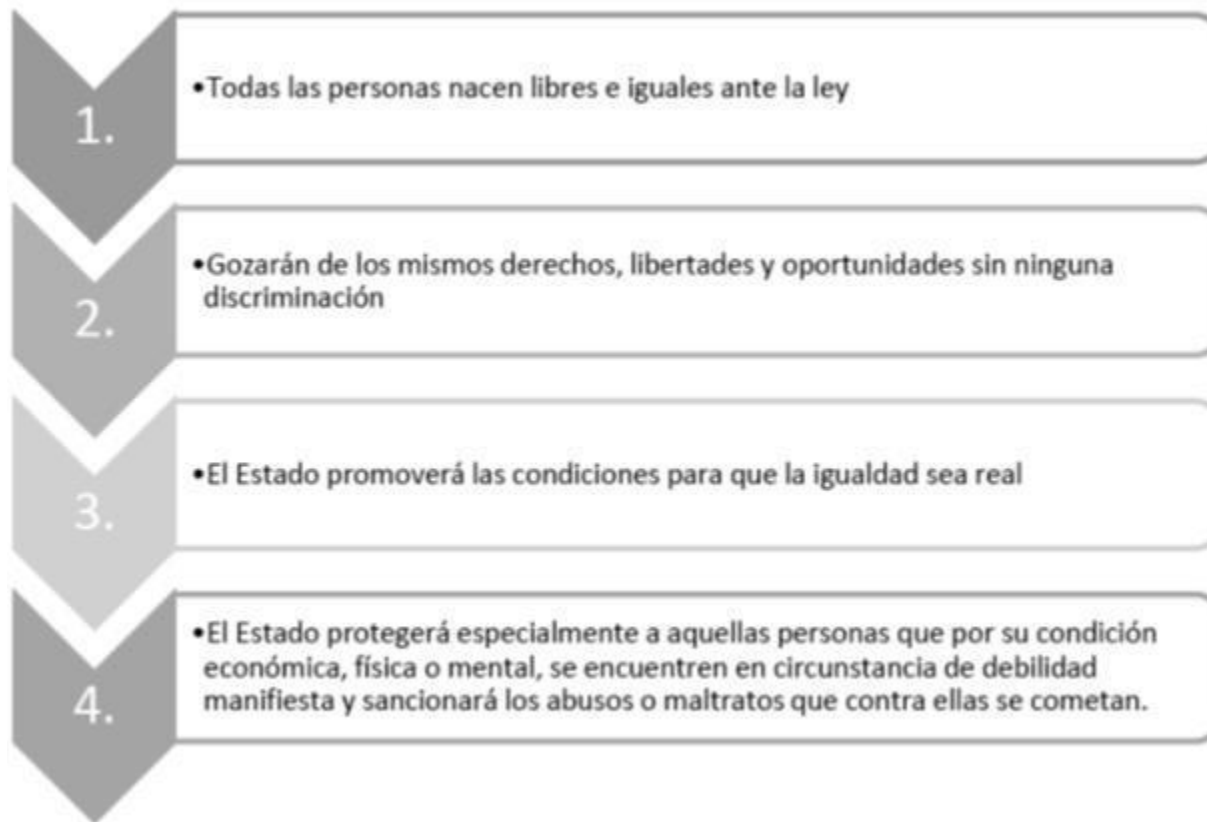 1.
•Todas las personas nacen libres e iguales ante la ley
2.
•Gozarán de los mismos derechos, libertades y oportunidades sin ninguna
discriminación
3.
•El Estado promoverá las condiciones para que la igualdad sea real
4.
•El Estado protegerá especialmente a aquellas personas que por su condición
económica, física o mental, se encuentren en circunstancia de debilidad
manifiesta y sancionará los abusos o maltratos que contra ellas se cometan.